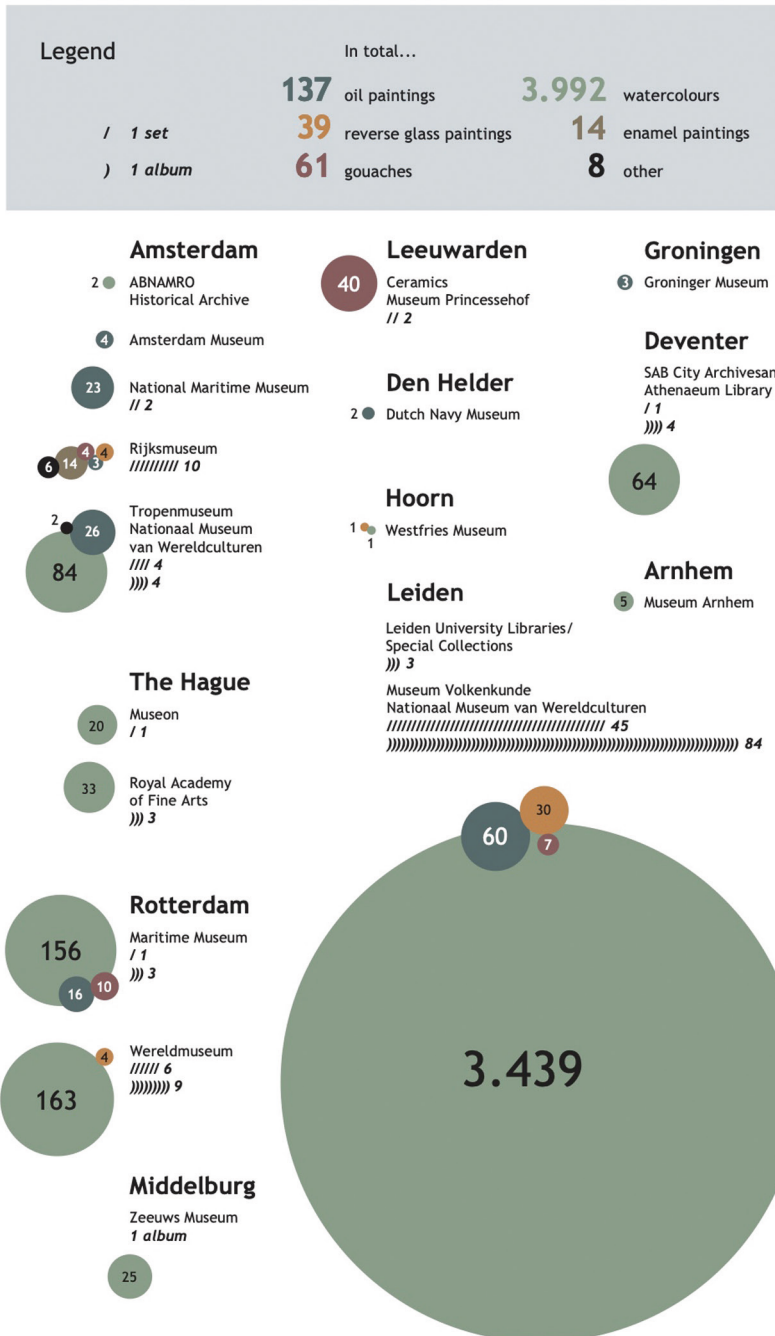 Legend
In total...
137 oil paintings
3.992 watercolours
/ 1 set
39 reverse glass paintings
14 enamel paintings
) 1 album
61 gouaches
8 other
Amsterdam
2
ABNAMRO
Historical Archive
4
Amsterdam Museum
23
National Maritime Museum
// 2
6
14
4
3
4
Rijksmuseum
////////// 10
2
26
84
Tropenmuseum
Nationaal Museum
van Wereldculturen
//// 4
)))) 4
The Hague
20
Museon
/ 1
33
Royal Academy
of Fine Arts
))) 3
Rotterdam
156
16
10
Maritime Museum
/ 1
))) 3
4
163
Wereldmuseum
////// 6
))))))))) 9
Middelburg
Zeeuws Museum
1 album
25
Leeuwarden
40
Ceramics
Museum Princessehof
// 2
Den Helder
2
Dutch Navy Museum
Hoorn
1
1
Westfries Museum
Leiden
Leiden University Libraries/
Special Collections
))) 3
Museum Volkenkunde
Nationaal Museum van Wereldculturen
///////////////////////////////////////////// 45
)))))))))))))))))))))))))))))))))))))))))))))))))))))))))))))))))))))))))))))))))))) 84
60
30
7
3.439
Groningen
3
Groninger Museum
Deventer
SAB City Archivesan
Athenaeum Library
/ 1
)))) 4
64
Arnhem
5
Museum Arnhem